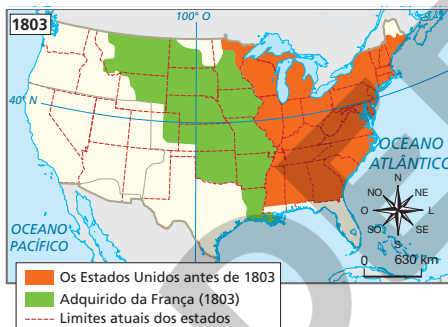 1803
100° O
40° N
OCEANO
ATLÂNTICO
N
NO
NE
O
L
SO
SE
S
OCEANO
PACÍFICO
0
630 km
Os Estados Unidos antes de 1803
Adquirido da França (1803)
Limites atuais dos estados